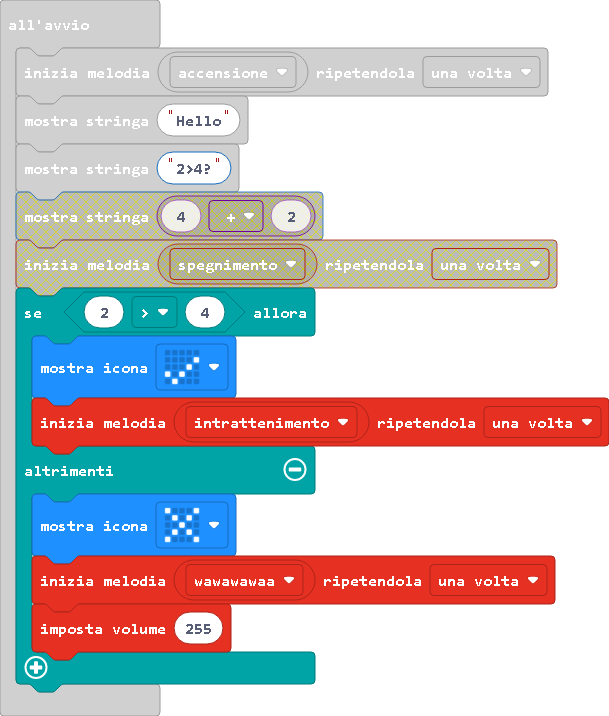 all'avvio
inizia melodia accensione ripetendola una volta
mostra stringa "Hello"
mostra stringa "2>4?"
mostra stringa 4 + 2
inizia melodia spegnimento ripetendola una volta
se 2 > 4 allora
mostra icona
inizia melodia intrattenimento ripetendola una volta
altrimenti
mostra icona
inizia melodia wawawawaa ripetendola una volta
imposta volume 255